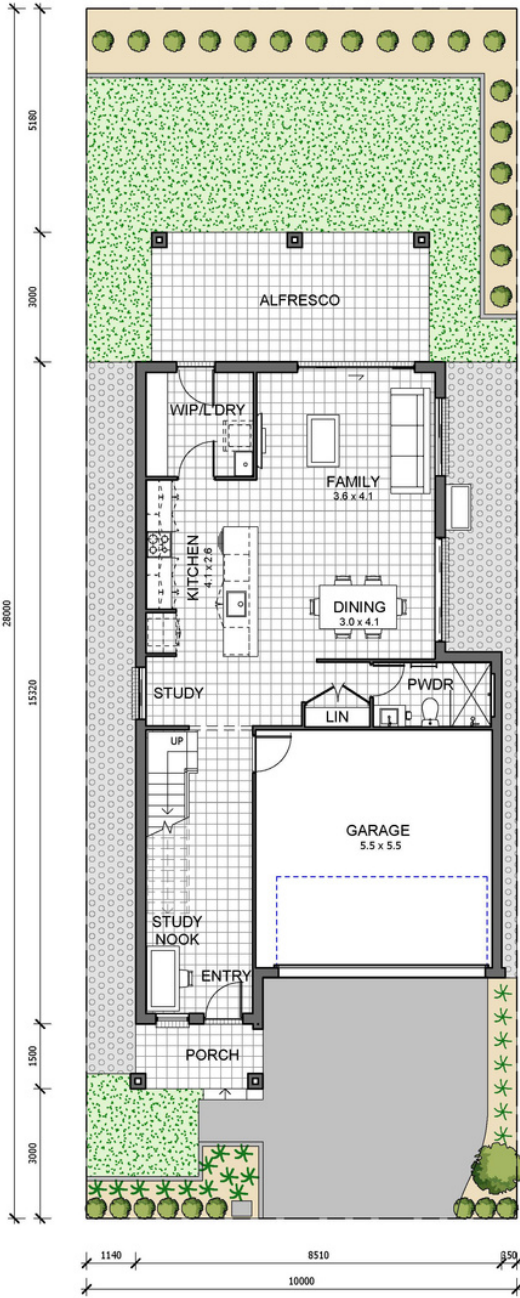 5180
3000
ALFRESCO
WIP/L'DRY
FAMILY
3.6 x 4.1
KITCHEN
4.1 x 2.6
28000
DINING
3.0 x 4.1
15320
STUDY
PWDR
LIN
UP
GARAGE
5.5 x 5.5
STUDY
NOOK
ENTRY
1500
PORCH
3000
1140
8510
350
10000